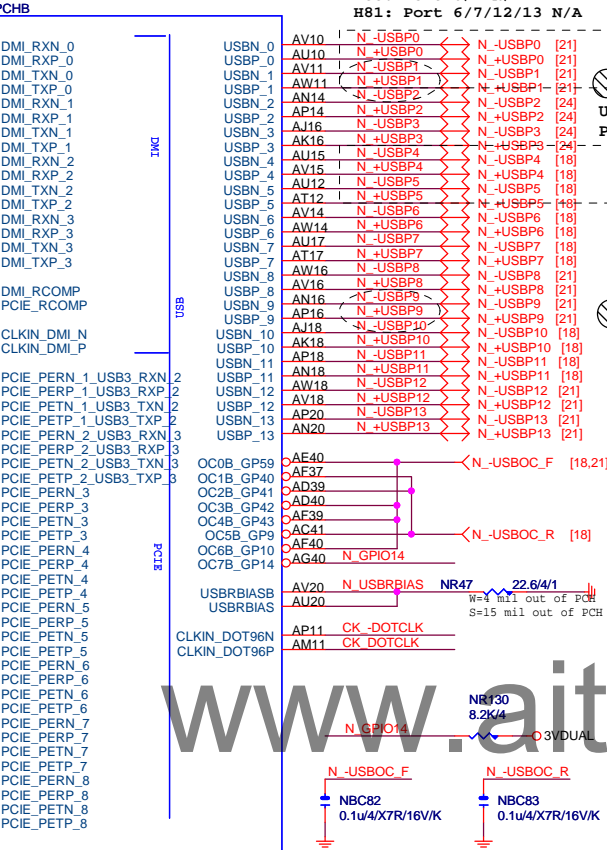 PCHB
H81: Port 6/7/12/13 N/A
DMI_RXN_0
DMI_RXP_0
DMI_TXN_0
DMI_TXP_0
DMI_RXN_1
DMI_RXP_1
DMI_TXN_1
DMI_TXP_1
DMI_RXN_2
DMI_RXP_2
DMI_TXN_2
DMI_TXP_2
DMI_RXN_3
DMI_RXP_3
DMI_TXN_3
DMI_TXP_3
DMI_RCOMP
PCIE_RCOMP
CLKIN_DMI_N
CLKIN_DMI_P
PCIE_PERN_1_USB3_RXN_2
PCIE_PERP_1_USB3_RXP_2
PCIE_PETN_1_USB3_TXN_2
PCIE_PETP_1_USB3_TXP_2
PCIE_PERN_2_USB3_RXN_3
PCIE_PERP_2_USB3_RXP_3
PCIE_PETN_2_USB3_TXN_3
PCIE_PETP_2_USB3_TXP_3
PCIE_PERN_3
PCIE_PERP_3
PCIE_PETN_3
PCIE_PETP_3
PCIE_PERN_4
PCIE_PERP_4
PCIE_PETN_4
PCIE_PETP_4
PCIE_PERN_5
PCIE_PERP_5
PCIE_PETN_5
PCIE_PETP_5
PCIE_PERN_6
PCIE_PERP_6
PCIE_PETN_6
PCIE_PETP_6
PCIE_PERN_7
PCIE_PERP_7
PCIE_PETN_7
PCIE_PETP_7
PCIE_PERN_8
PCIE_PERP_8
PCIE_PETN_8
PCIE_PETP_8
DMI
USB
PCIE
USBN_0 AV10 N_-USBP0 N_-USBP0 [21]
USBP_0 AU10 N_+USBP0 N_+USBP0 [21]
USBN_1 AV11 N_-USBP1 N_-USBP1 [21]
USBP_1 AW11 N_+USBP1 N_+USBP1 [21]
USBN_2 AN14 N_-USBP2 N_-USBP2 [24]
USBP_2 AP14 N_+USBP2 N_+USBP2 [24]
USBN_3 AJ16 N_-USBP3 N_-USBP3 [24]
USBP_3 AK16 N_+USBP3 N_+USBP3 [24]
USBN_4 AU15 N_-USBP4 N_-USBP4 [18]
USBP_4 AV15 N_+USBP4 N_+USBP4 [18]
USBN_5 AU12 N_-USBP5 N_-USBP5 [18]
USBP_5 AT12 N_+USBP5 N_+USBP5 [18]
USBN_6 AV14 N_-USBP6 N_-USBP6 [18]
USBP_6 AW14 N_+USBP6 N_+USBP6 [18]
USBN_7 AU17 N_-USBP7 N_-USBP7 [18]
USBP_7 AT17 N_+USBP7 N_+USBP7 [18]
USBN_8 AW16 N_-USBP8 N_-USBP8 [21]
USBP_8 AV16 N_+USBP8 N_+USBP8 [21]
USBN_9 AN16 N_-USBP9 N_-USBP9 [21]
USBP_9 AP16 N_+USBP9 N_+USBP9 [21]
USBN_10 AJ18 N_-USBP10 N_-USBP10 [18]
USBP_10 AK18 N_+USBP10 N_+USBP10 [18]
USBN_11 AP18 N_-USBP11 N_-USBP11 [18]
USBP_11 AN18 N_+USBP11 N_+USBP11 [18]
USBN_12 AW18 N_-USBP12 N_-USBP12 [21]
USBP_12 AV18 N_+USBP12 N_+USBP12 [21]
USBN_13 AP20 N_-USBP13 N_-USBP13 [21]
USBP_13 AN20 N_+USBP13 N_+USBP13 [21]
OC0B_GP59 AE40 N_-USBOC_F [18,21]
OC1B_GP40 AF37
OC2B_GP41 AD39
OC3B_GP42 AD40
OC4B_GP43 AF39
OC5B_GP9 AC41 N_-USBOC_R [18]
OC6B_GP10 AF40
OC7B_GP14 AG40 N_GPIO14
USBRBIASB AV20 N_USBRBIAS NR47 22.6/4/1
USBRBIAS AU20
W=4 mil out of PCH
S=15 mil out of PCH
CLKIN_DOT96N AP11 CK_-DOTCLK
CLKIN_DOT96P AM11 CK_DOTCLK
U
P
www.ait
NR130
8.2K/4
N_GPIO14 3VDUAL
N_-USBOC_F N_-USBOC_R
NBC82 NBC83
0.1u/4/X7R/16V/K 0.1u/4/X7R/16V/K